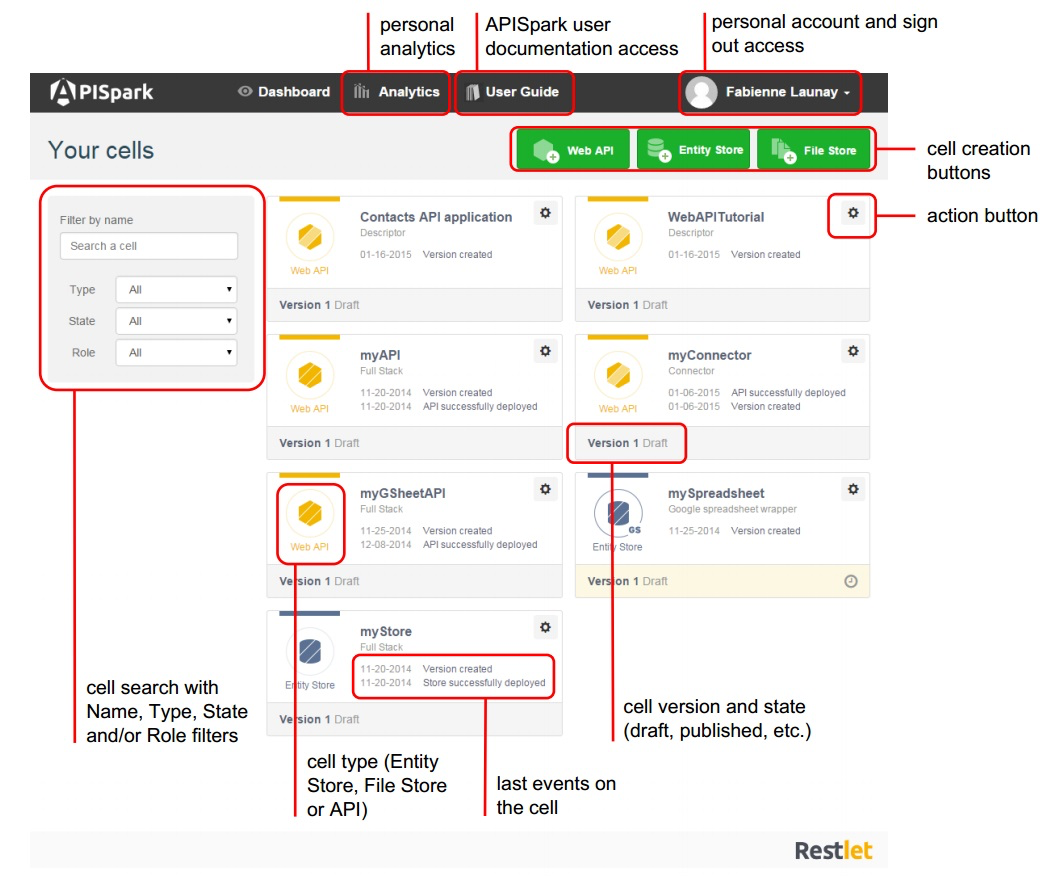 personal
analytics
APISpark user
documentation access
personal account and sign
out access
APISpark
Dashboard
Analytics
User Guide
Fabienne Launay
Your cells
Web API
Entity Store
File Store
cell creation
buttons
action button
Filter by name
Search a cell
Type All
State All
Role All
Contacts API application
Descriptor
01-16-2015 Version created
Web API
Version 1 Draft
WebAPITutorial
Descriptor
01-16-2015 Version created
Web API
Version 1 Draft
myAPI
Full Stack
11-20-2014 Version created
11-20-2014 API successfully deployed
Web API
Version 1 Draft
myConnector
Connector
01-06-2015 API successfully deployed
01-06-2015 Version created
Web API
Version 1 Draft
myGSheetAPI
Full Stack
11-25-2014 Version created
12-08-2014 API successfully deployed
Web API
Version 1 Draft
mySpreadsheet
Google spreadsheet wrapper
11-25-2014 Version created
GS
Entity Store
Version 1 Draft
myStore
Full Stack
11-20-2014 Version created
11-20-2014 Store successfully deployed
Entity Store
Version 1 Draft
cell search with
Name, Type, State
and/or Role filters
cell type (Entity
Store, File Store
or API)
last events on
the cell
cell version and state
(draft, published, etc.)
Restlet